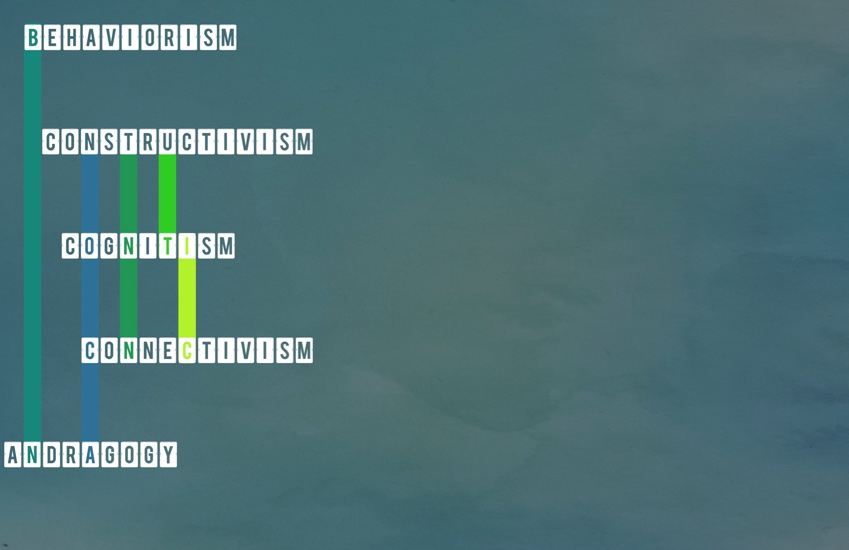 BEHAVIORISM
CONSTRUCTIVISM
COGNITISM
CONNECTIVISM
ANDRAGOGY